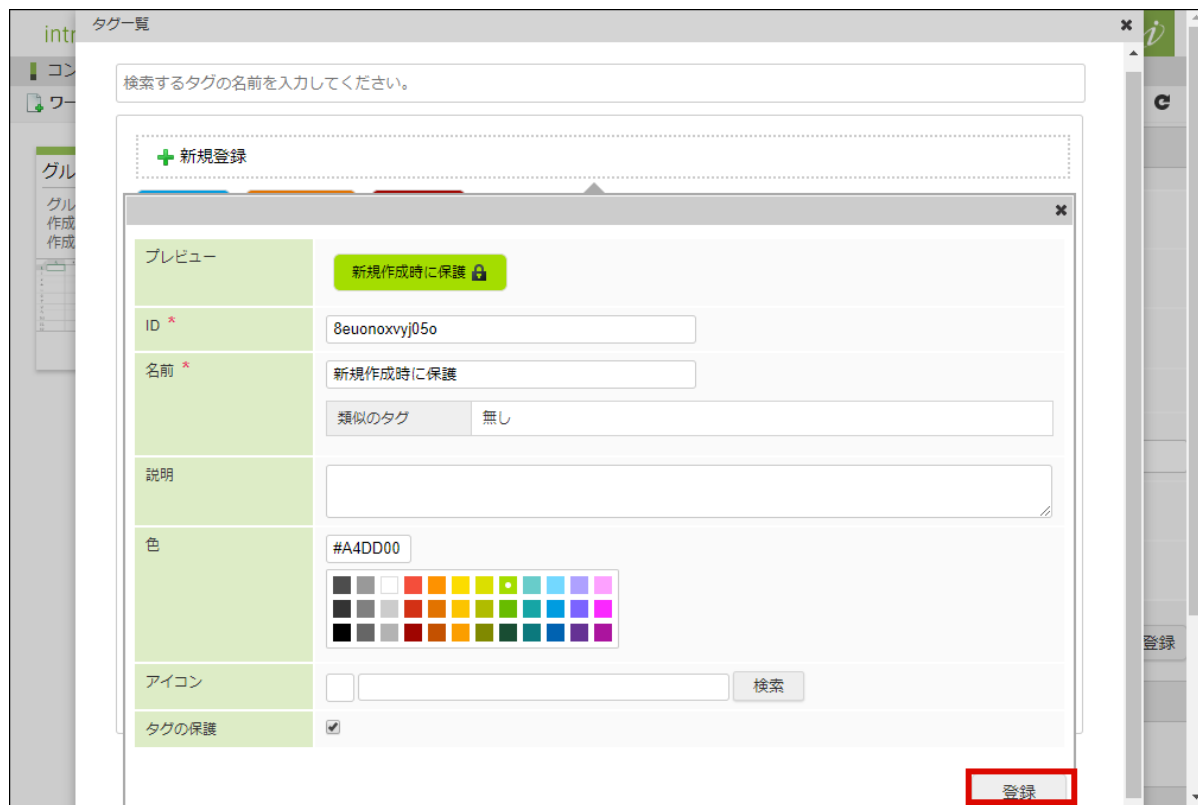 タグ一覧
intr
コン
ワー
検索するタグの名前を入力してください。
新規登録
グル
グル
作成
作成
プレビュー
新規作成時に保護
ID *
8euonoxvyj05o
名前 *
新規作成時に保護
類似のタグ 無し
説明
色
#A4DD00
アイコン
検索
タグの保護
登録
登録